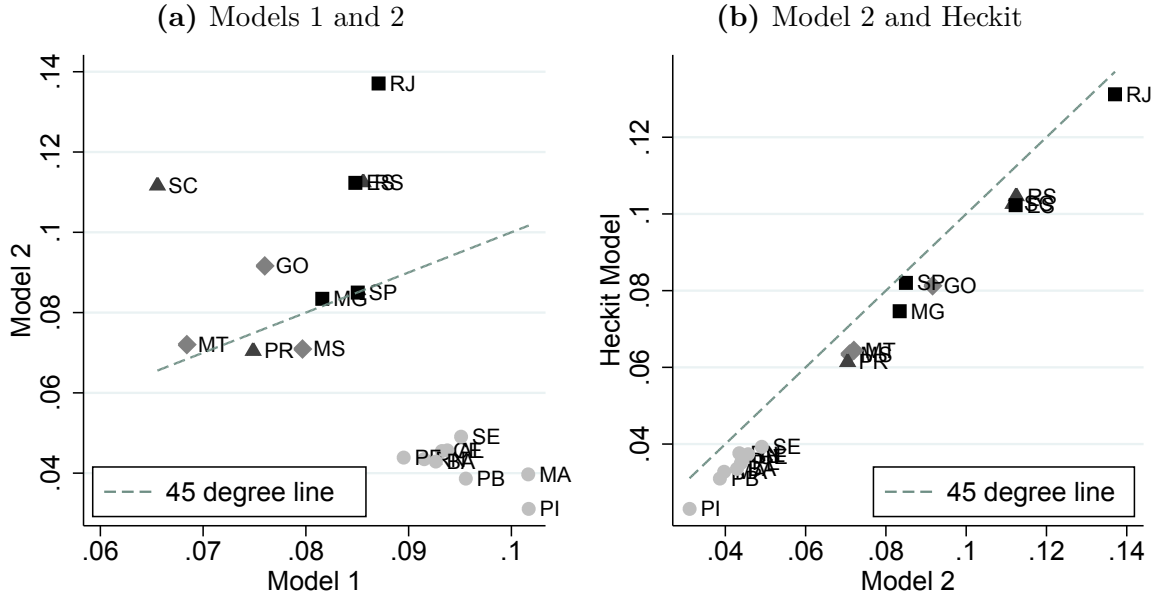 (a) Models 1 and 2
Model 2
.14
.12
.1
.08
.06
.04
RJ
SC
RS
ES
GO
SP
MG
MT
PR
MS
SE
PB
MA
PI
45 degree line
.06
.07
.08
.09
.1
Model 1
(b) Model 2 and Heckit
Heckit Model
.12
.1
.08
.06
.04
RJ
RS
SC
ES
SP
GO
MG
MT
MS
PR
SE
PB
PI
45 degree line
.04
.06
.08
.1
.12
.14
Model 2